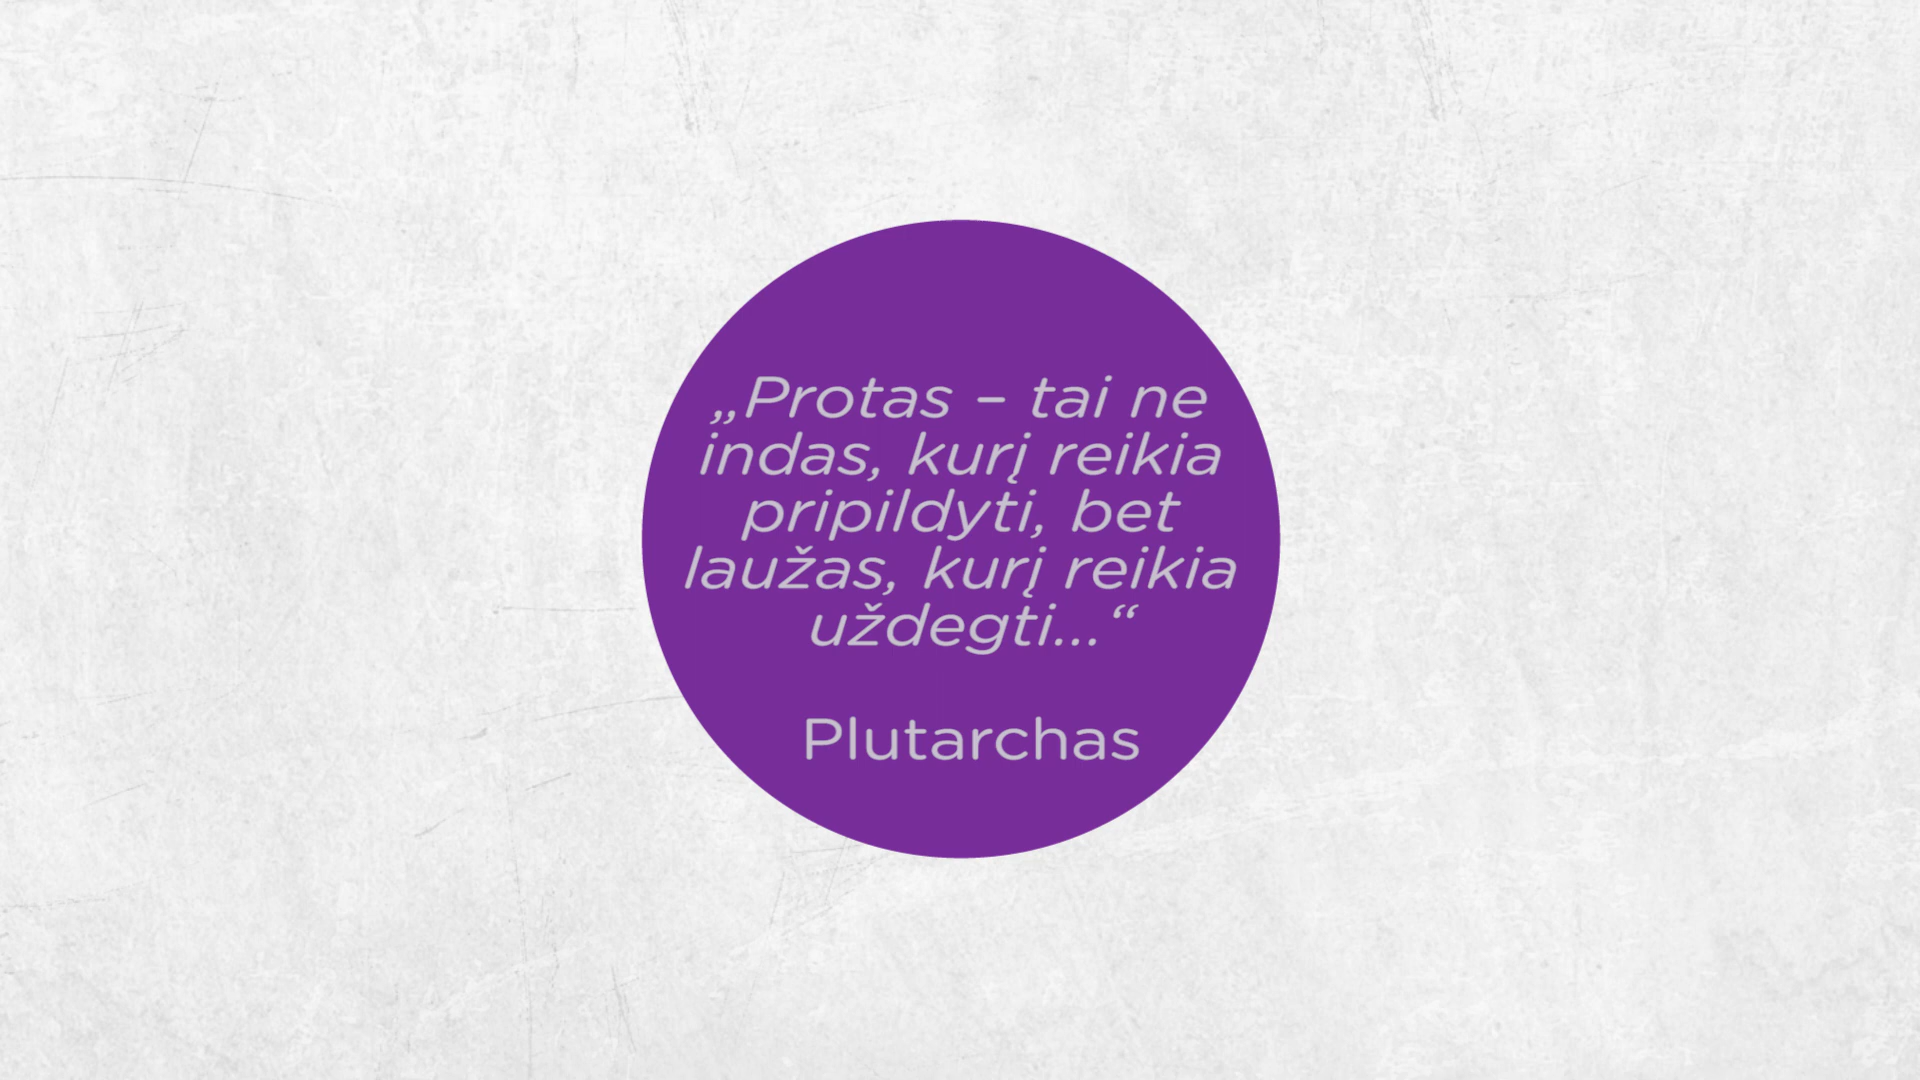 „Protas – tai ne
indas, kurį reikia
pripildyti, bet
laužas, kurį reikia
uždegti...“
Plutarchas